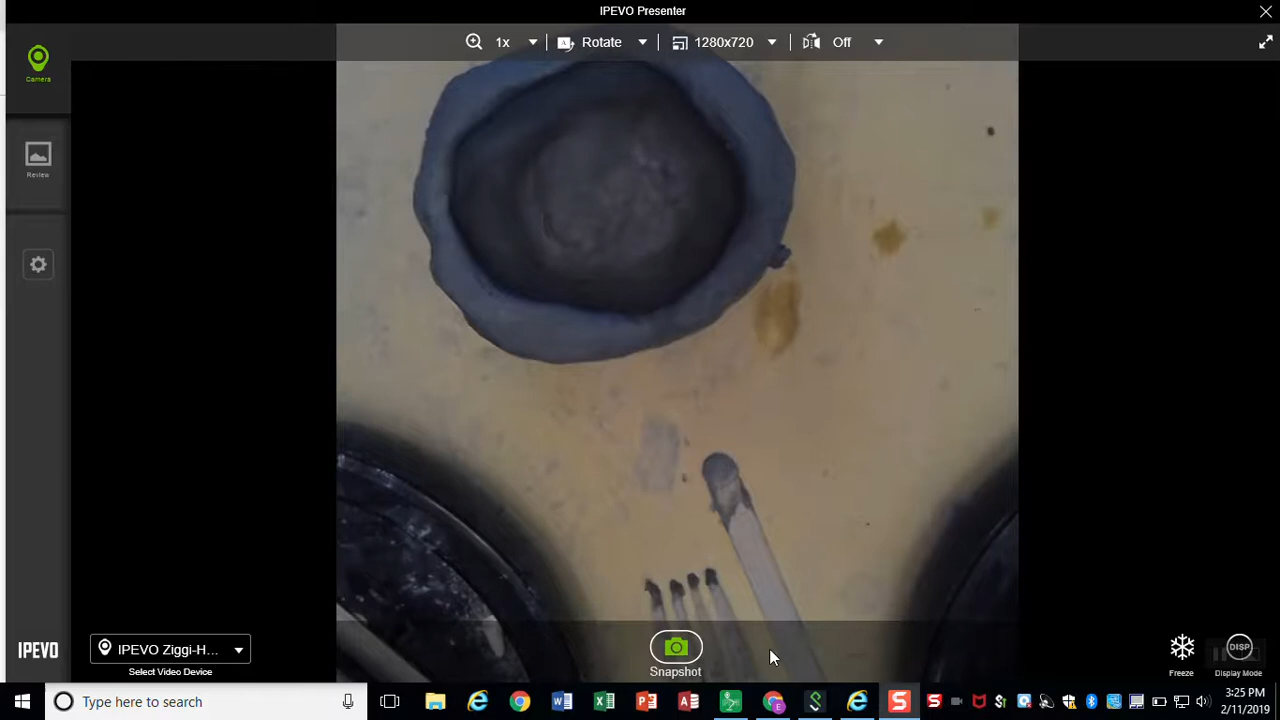 IPEVO Presenter
Camera
1x
Rotate
1280x720
Off
Review
IPEVO
IPEVO Ziggi-H...
Select Video Device
Snapshot
Freeze
DISP
Display Mode
Type here to search
3:25 PM
2/11/2019